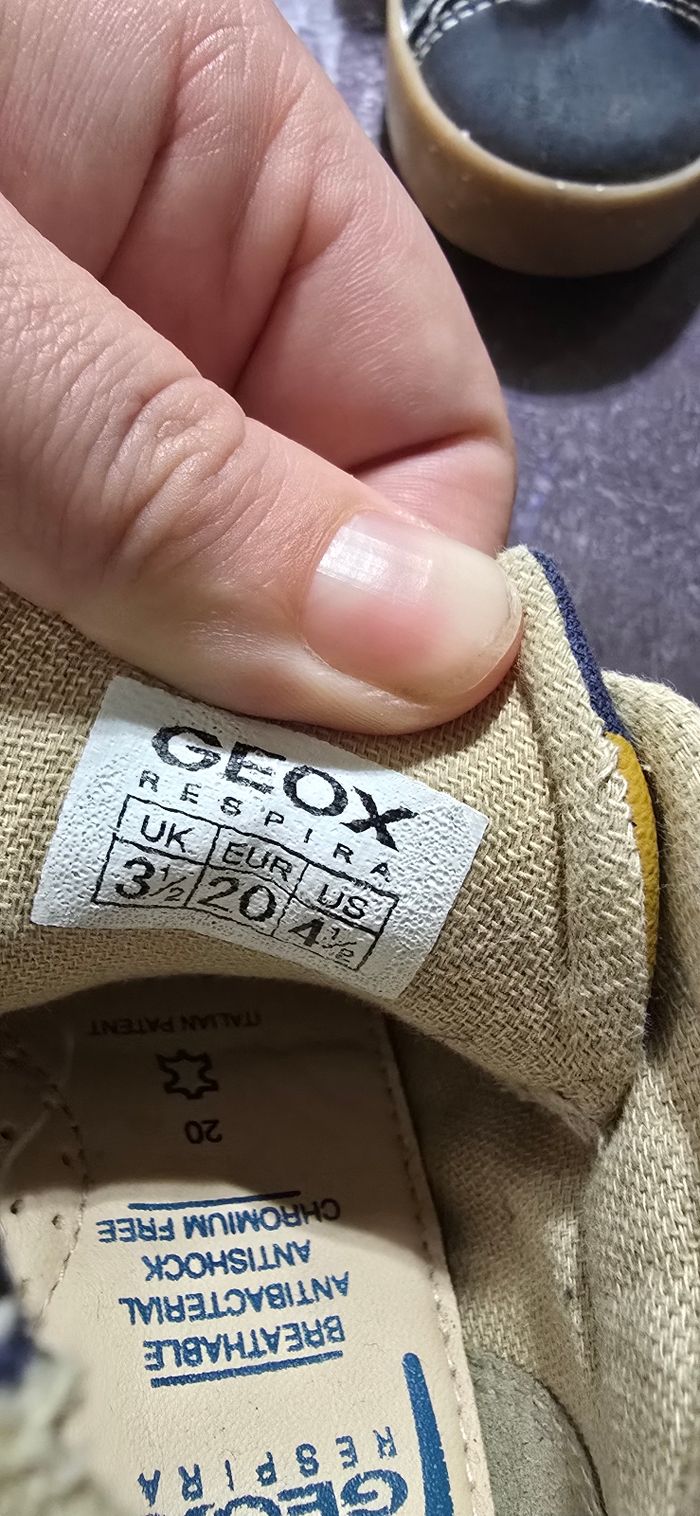 GEOX
RESPIRA
UK EUR US
3½ 20 4½
GEOX
RESPIRA
BREATHABLE
ANTIBACTERIAL
ANTISHOCK
CHROMIUM FREE
20
ITALIAN PATENT